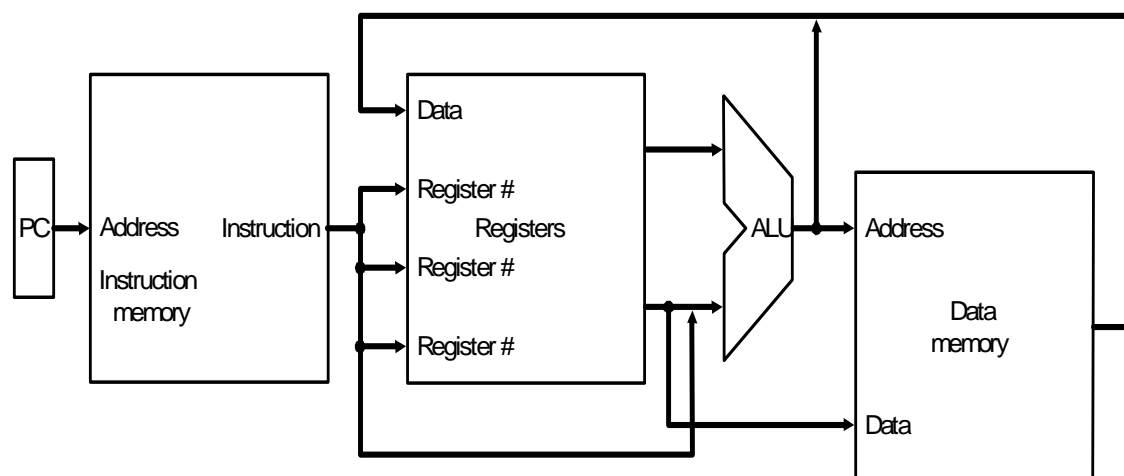 PC
Address
Instruction
Instruction
memory
Data
Register #
Registers
Register #
Register #
ALU
Address
Data
memory
Data